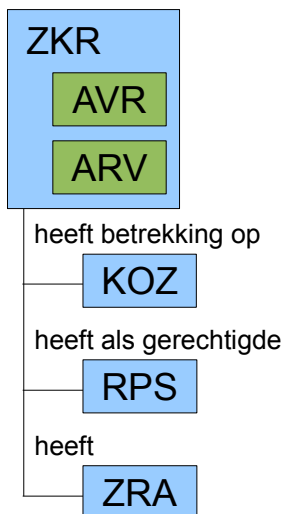 ZKR
AVR
ARV
heeft betrekking op
KOZ
heeft als gerechtigde
RPS
heeft
ZRA